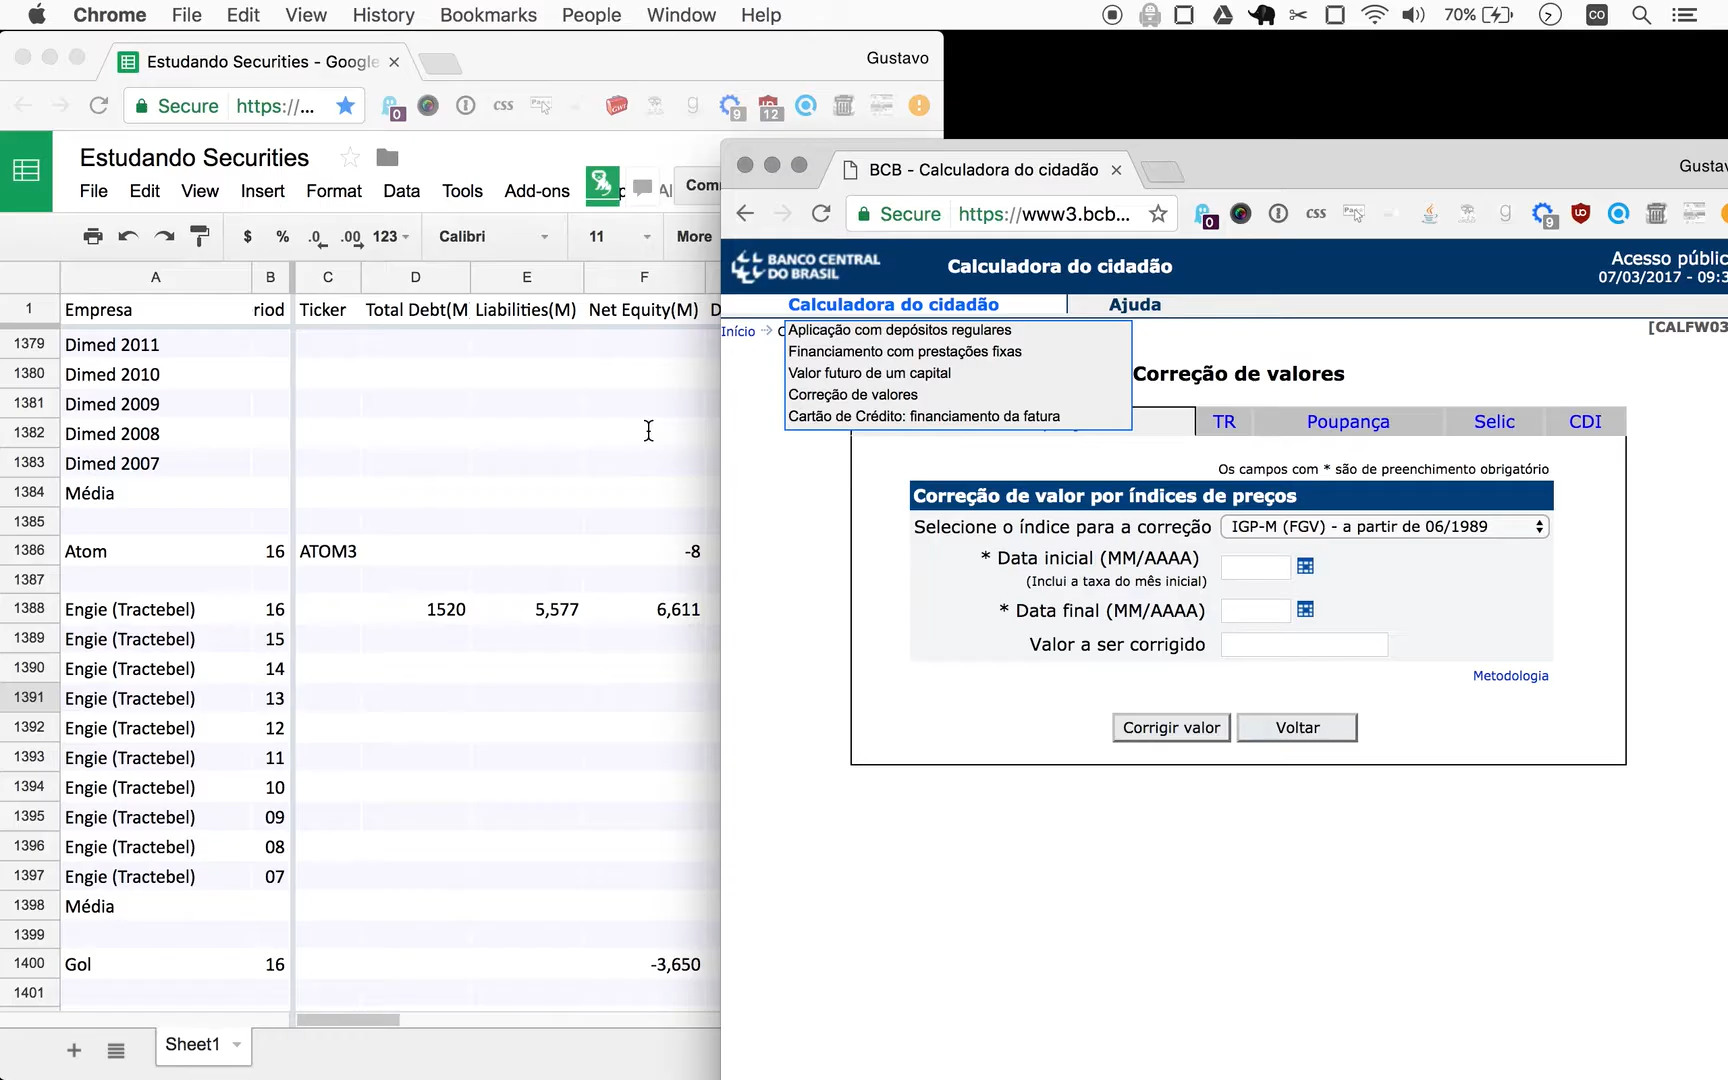 Chrome File Edit View History Bookmarks People Window Help 70%
Estudando Securities - Google
Gustavo
Secure https://...
css 0 9 12
Estudando Securities
File Edit View Insert Format Data Tools Add-ons
$ % .0 .00 123 Calibri 11 More
A B C D E F
1 Empresa riod Ticker Total Debt(M Liabilities(M) Net Equity(M) D
1379 Dimed 2011
1380 Dimed 2010
1381 Dimed 2009
1382 Dimed 2008
1383 Dimed 2007
1384 Média
1385
1386 Atom 16 ATOM3 -8
1387
1388 Engie (Tractebel) 16 1520 5,577 6,611
1389 Engie (Tractebel) 15
1390 Engie (Tractebel) 14
1391 Engie (Tractebel) 13
1392 Engie (Tractebel) 12
1393 Engie (Tractebel) 11
1394 Engie (Tractebel) 10
1395 Engie (Tractebel) 09
1396 Engie (Tractebel) 08
1397 Engie (Tractebel) 07
1398 Média
1399
1400 Gol 16 -3,650
1401
Sheet1
BCB - Calculadora do cidadão
Secure https://www3.bcb...
0 css g 9
BANCO CENTRAL
DO BRASIL
Calculadora do cidadão
07/03/2017 - 09:3
Calculadora do cidadão Ajuda
Início
[CALFW03
Aplicação com depósitos regulares
Financiamento com prestações fixas
Valor futuro de um capital
Correção de valores
Cartão de Crédito: financiamento da fatura
Correção de valores
TR Poupança Selic CDI
Os campos com * são de preenchimento obrigatório
Correção de valor por índices de preços
Selecione o índice para a correção IGP-M (FGV) - a partir de 06/1989
* Data inicial (MM/AAAA)
(Inclui a taxa do mês inicial)
* Data final (MM/AAAA)
Valor a ser corrigido
Metodologia
Corrigir valor Voltar